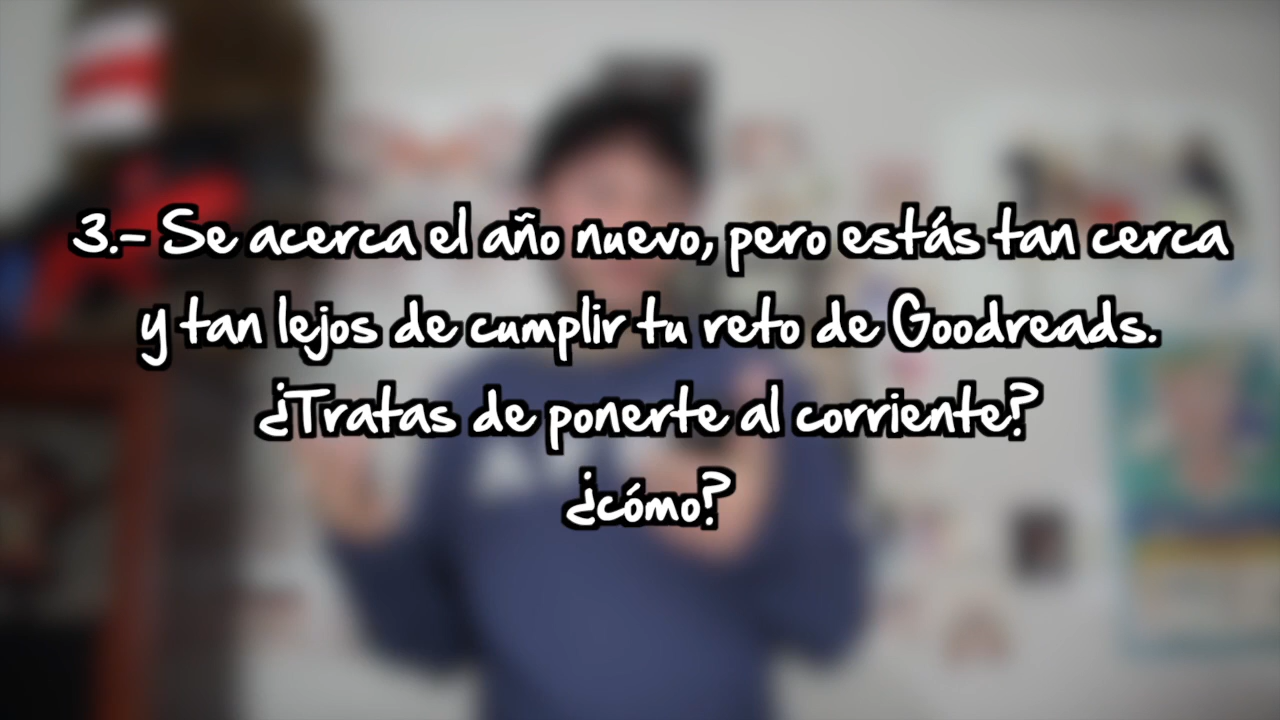 3.- Se acerca el año nuevo, pero estás tan cerca
y tan lejos de cumplir tu reto de Goodreads.
¿Tratas de ponerte al corriente?
¿cómo?